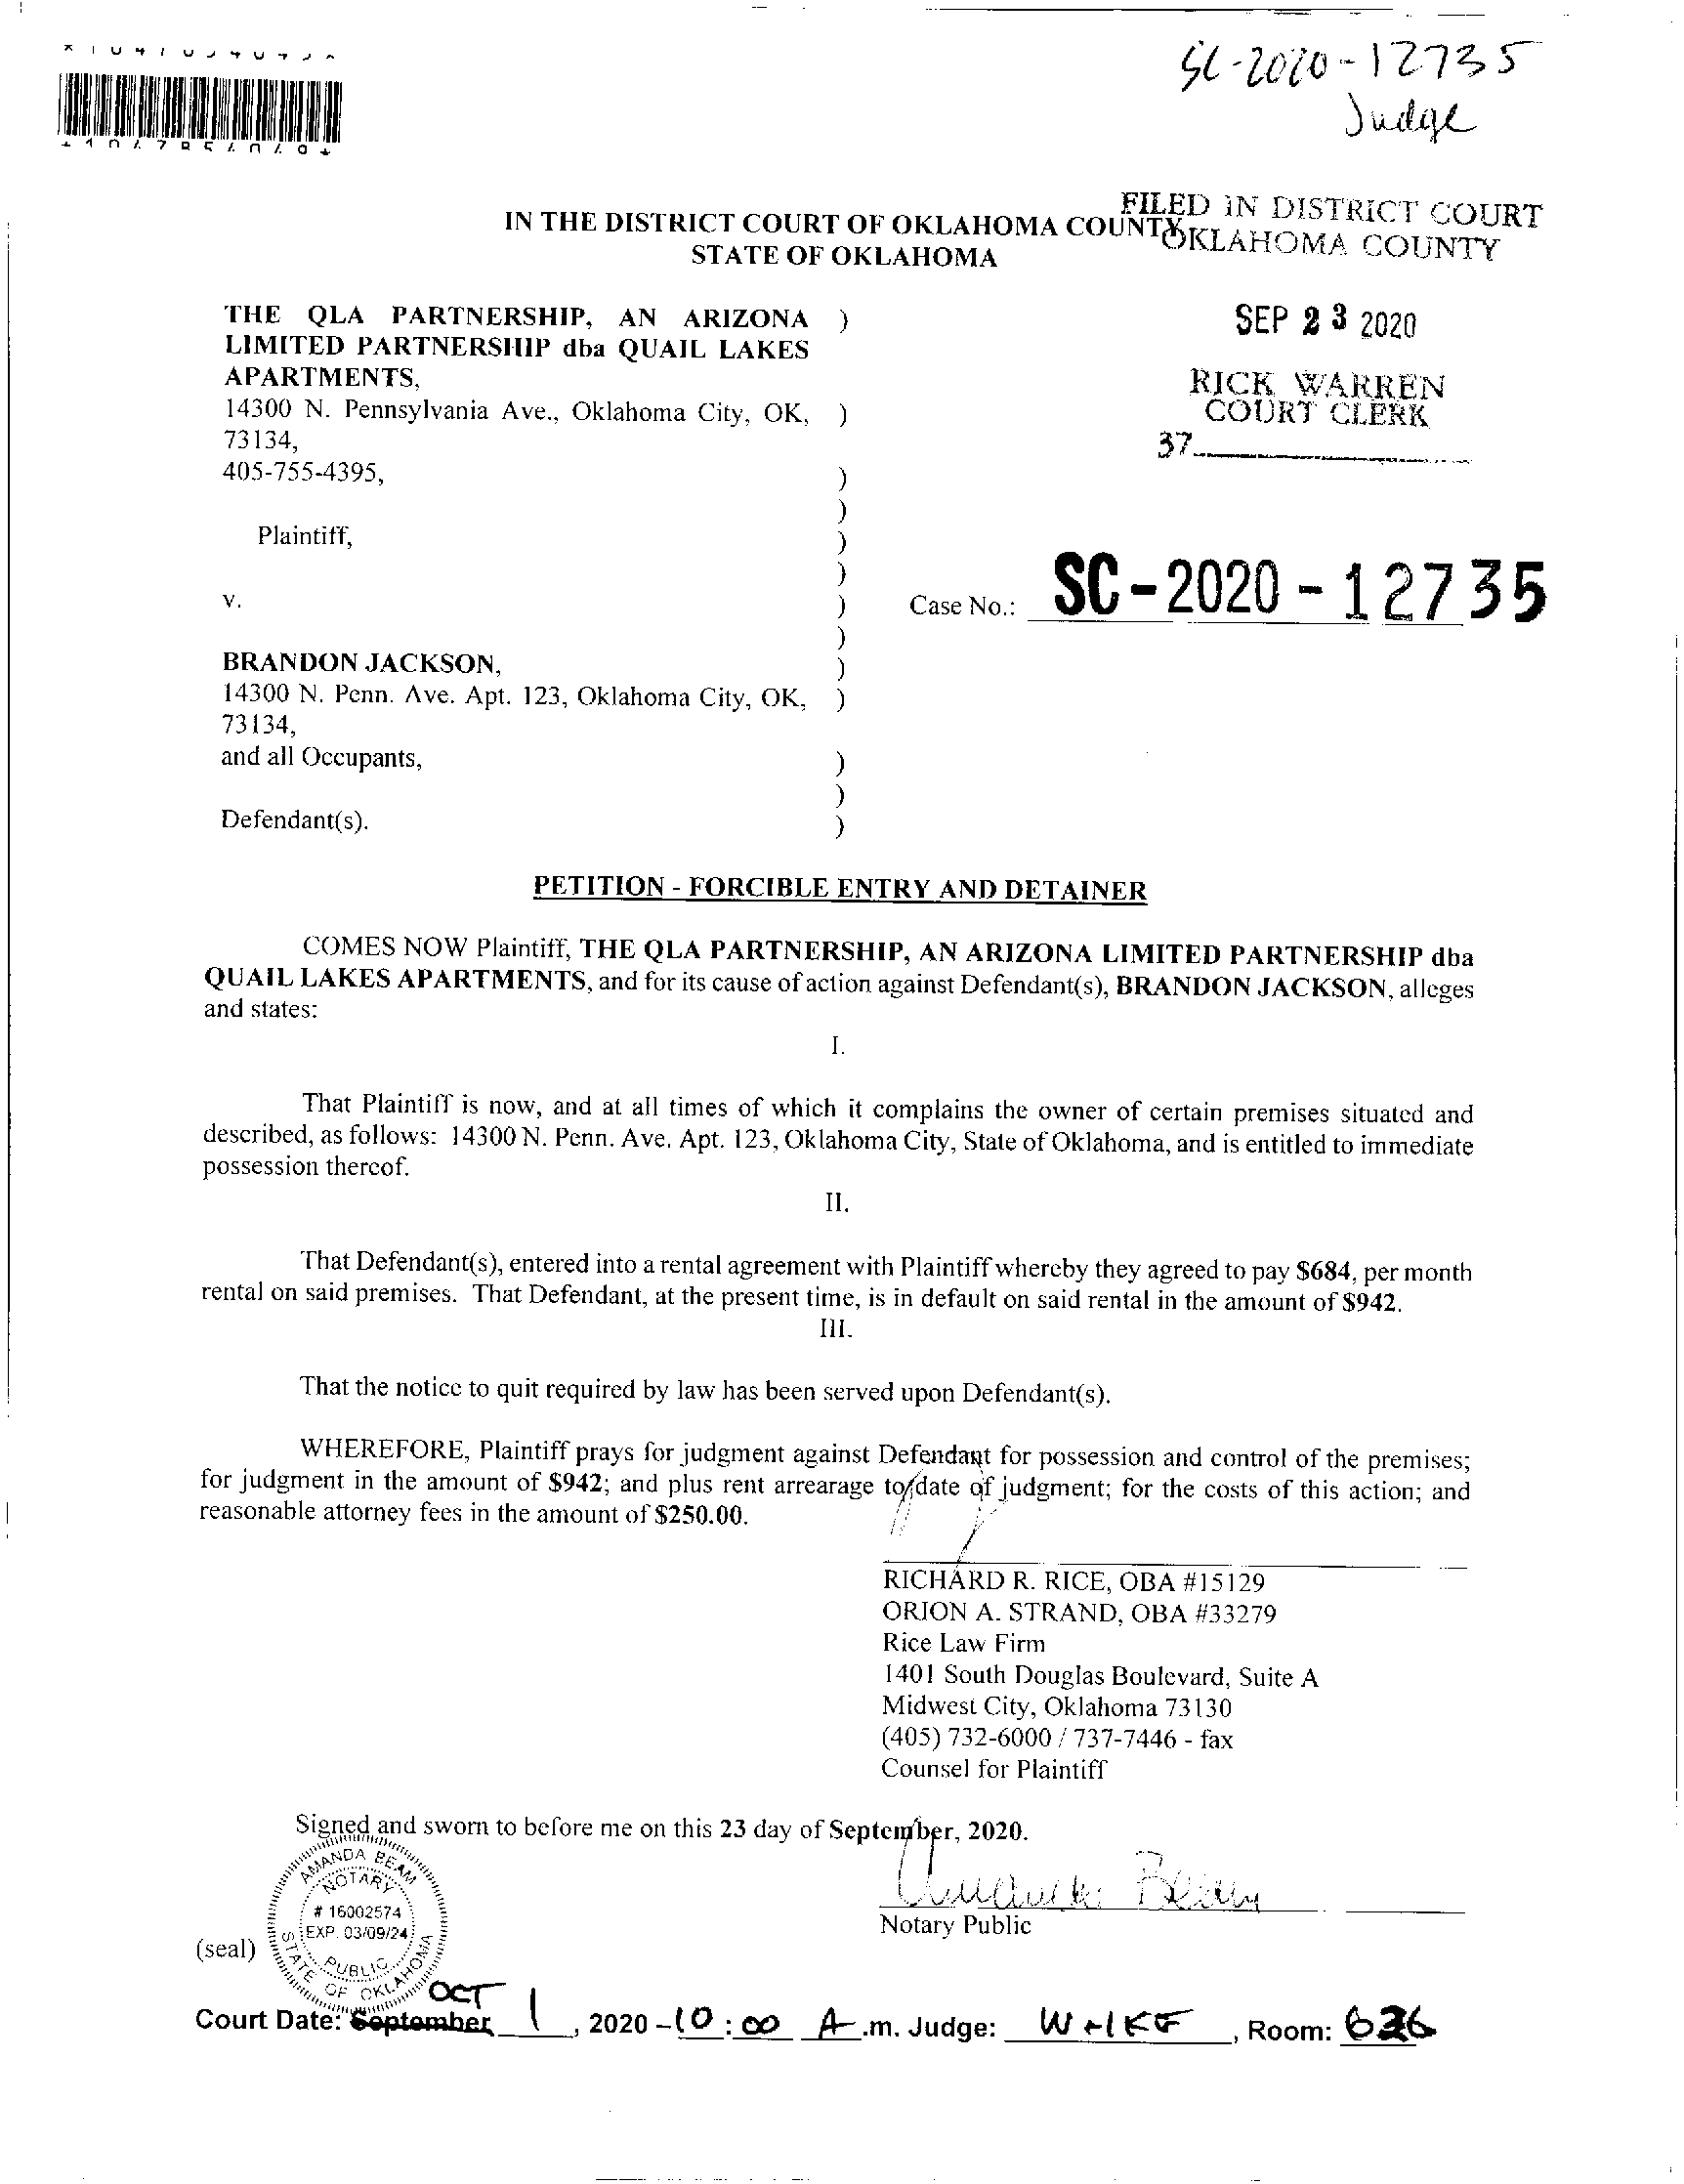 SC-2020-12735
Judge
FILED IN DISTRICT COURT
OKLAHOMA COUNTY
IN THE DISTRICT COURT OF OKLAHOMA COUNTY
STATE OF OKLAHOMA
SEP 23 2020
RICK WARREN
COURT CLERK
37
THE QLA PARTNERSHIP, AN ARIZONA )
LIMITED PARTNERSHIP dba QUAIL LAKES
APARTMENTS,
14300 N. Pennsylvania Ave., Oklahoma City, OK, )
73134,
405-755-4395, )
)
Plaintiff, )
)
v. )
Case No.: SC-2020-12735
)
BRANDON JACKSON, )
14300 N. Penn. Ave. Apt. 123, Oklahoma City, OK, )
73134,
and all Occupants, )
)
Defendant(s). )
PETITION - FORCIBLE ENTRY AND DETAINER
COMES NOW Plaintiff, THE QLA PARTNERSHIP, AN ARIZONA LIMITED PARTNERSHIP dba
QUAIL LAKES APARTMENTS, and for its cause of action against Defendant(s), BRANDON JACKSON, alleges
and states:
I.
That Plaintiff is now, and at all times of which it complains the owner of certain premises situated and
described, as follows: 14300 N. Penn. Ave. Apt. 123, Oklahoma City, State of Oklahoma, and is entitled to immediate
possession thereof.
II.
That Defendant(s), entered into a rental agreement with Plaintiff whereby they agreed to pay $684, per month
rental on said premises. That Defendant, at the present time, is in default on said rental in the amount of $942.
III.
That the notice to quit required by law has been served upon Defendant(s).
WHEREFORE, Plaintiff prays for judgment against Defendant for possession and control of the premises;
for judgment in the amount of $942; and plus rent arrearage to date of judgment; for the costs of this action; and
reasonable attorney fees in the amount of $250.00.
RICHARD R. RICE, OBA #15129
ORION A. STRAND, OBA #33279
Rice Law Firm
1401 South Douglas Boulevard, Suite A
Midwest City, Oklahoma 73130
(405) 732-6000 / 737-7446 - fax
Counsel for Plaintiff
Signed and sworn to before me on this 23 day of September, 2020.
AMANDA BEAM
NOTARY
# 16002574
EXP. 03/09/24
PUBLIC
STATE OF OKLAHOMA
Amanda Beam
Notary Public
(seal)
OCT
Court Date: September 1, 2020 - 10:00 A.m. Judge: WILKE, Room: 626